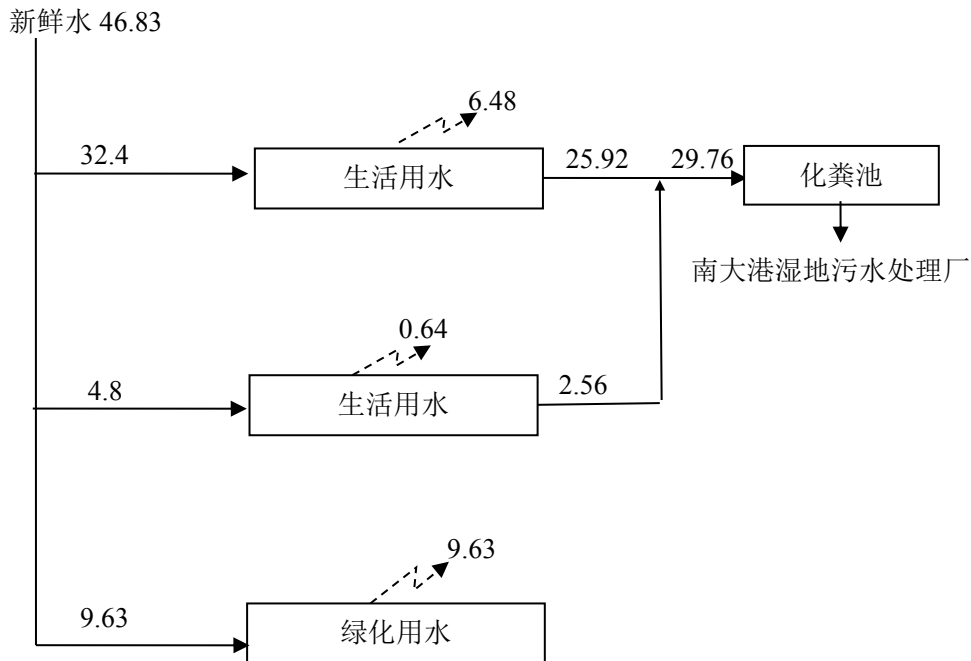 新鲜水 46.83
6.48
32.4
生活用水
25.92
29.76
化粪池
南大港湿地污水处理厂
0.64
4.8
生活用水
2.56
9.63
9.63
绿化用水